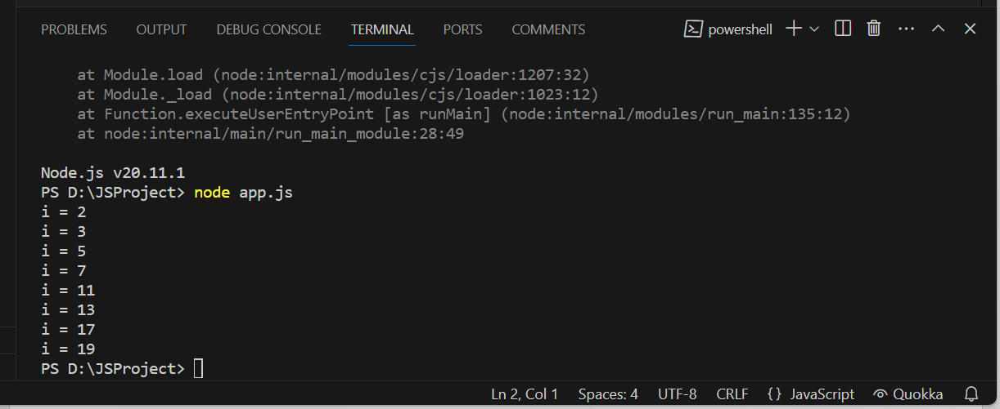 PROBLEMS OUTPUT DEBUG CONSOLE TERMINAL PORTS COMMENTS powershell
at Module.load (node:internal/modules/cjs/loader:1207:32)
at Module._load (node:internal/modules/cjs/loader:1023:12)
at Function.executeUserEntryPoint [as runMain] (node:internal/modules/run_main:135:12)
at node:internal/main/run_main_module:28:49
Node.js v20.11.1
PS D:\JSProject> node app.js
i = 2
i = 3
i = 5
i = 7
i = 11
i = 13
i = 17
i = 19
PS D:\JSProject>
Ln 2, Col 1 Spaces: 4 UTF-8 CRLF {} JavaScript Quokka